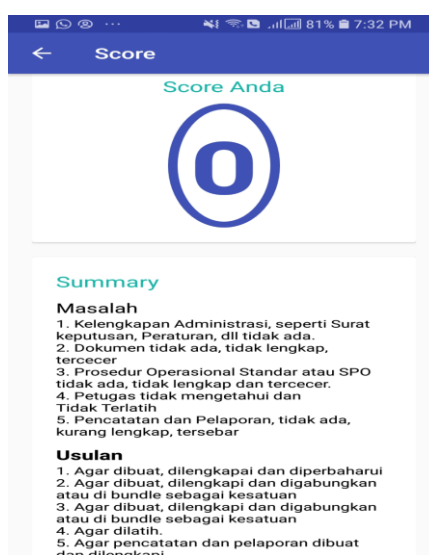 81% 7:32 PM
Score
Score Anda
0
Summary
Masalah
1. Kelengkapan Administrasi, seperti Surat
keputusan, Peraturan, dll tidak ada.
2. Dokumen tidak ada, tidak lengkap,
tercecer
3. Prosedur Operasional Standar atau SPO
tidak ada, tidak lengkap dan tercecer.
4. Petugas tidak mengetahui dan
Tidak Terlatih
5. Pencatatan dan Pelaporan, tidak ada,
kurang lengkap, tersebar
Usulan
1. Agar dibuat, dilengkapai dan diperbaharui
2. Agar dibuat, dilengkapi dan digabungkan
atau di bundle sebagai kesatuan
3. Agar dibuat, dilengkapi dan digabungkan
atau di bundle sebagai kesatuan
4. Agar dilatih.
5. Agar pencatatan dan pelaporan dibuat
dan dilengkapi